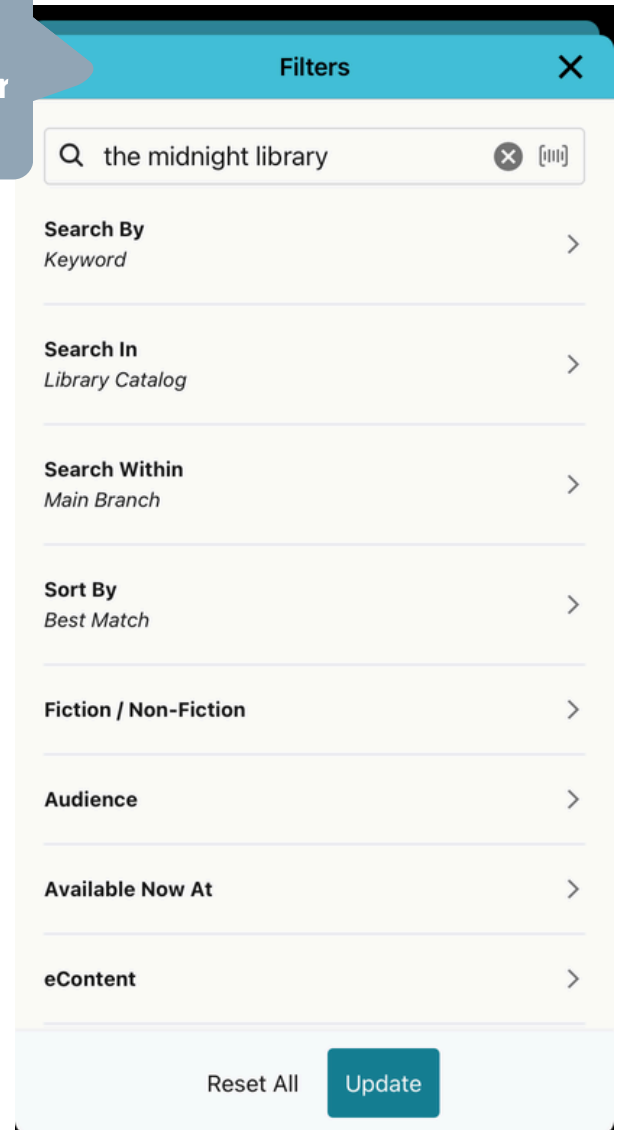 r
Filters
the midnight library
Search By
Keyword
Search In
Library Catalog
Search Within
Main Branch
Sort By
Best Match
Fiction / Non-Fiction
Audience
Available Now At
eContent
Reset All
Update